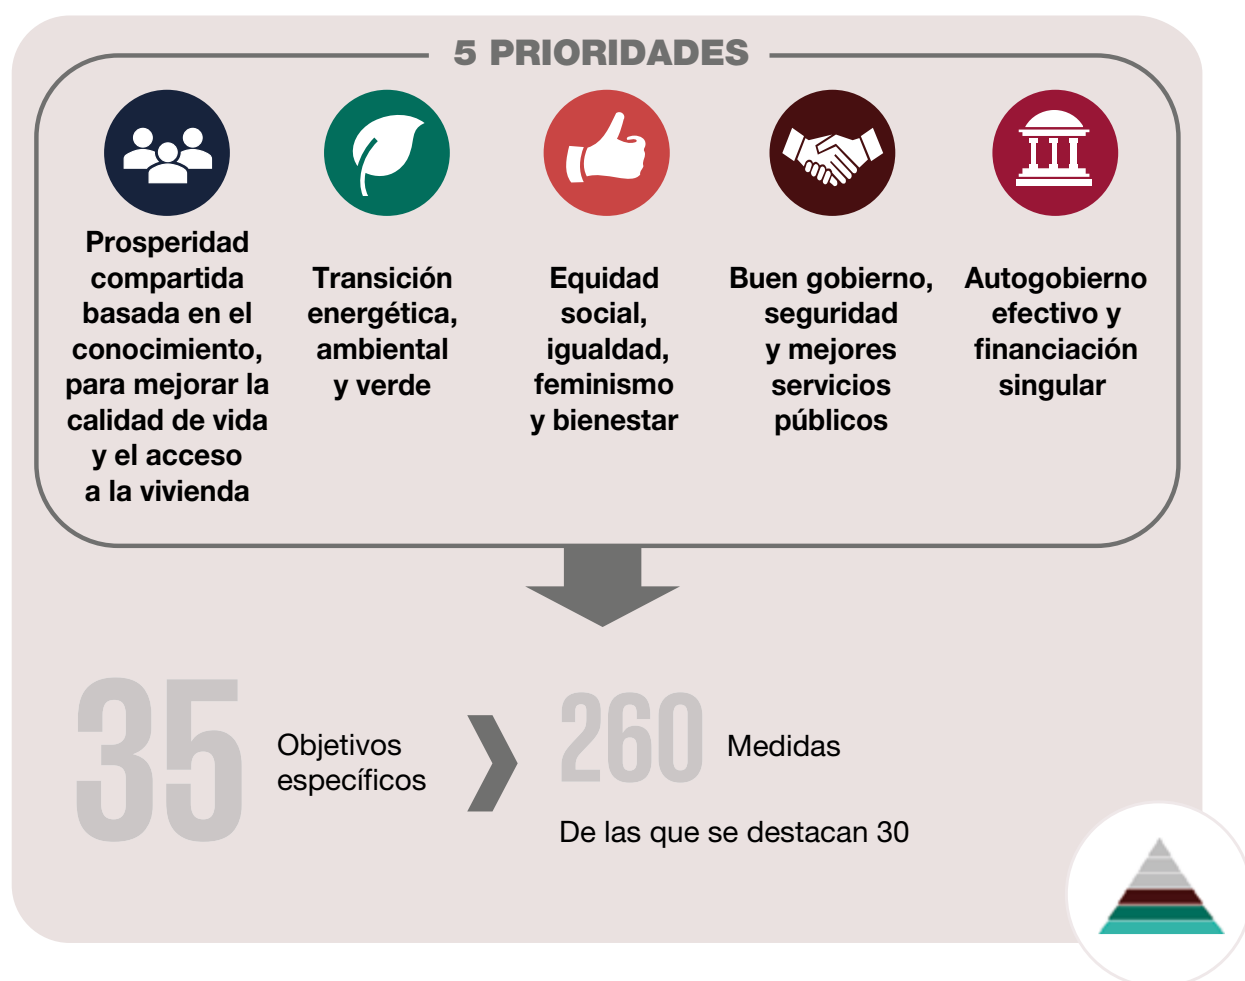 5 PRIORIDADES
Prosperidad
compartida
basada en el
conocimiento,
para mejorar la
calidad de vida
y el acceso
a la vivienda
Transición
energética,
ambiental
y verde
Equidad
social,
igualdad,
feminismo
y bienestar
Buen gobierno,
seguridad
y mejores
servicios
públicos
Autogobierno
efectivo y
financiación
singular
35
Objetivos
específicos
260
Medidas
De las que se destacan 30